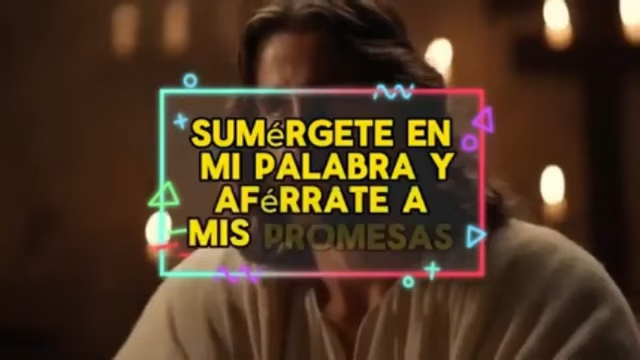 SUMéRGETE EN
MI PALABRA Y
AFéRRATE A
MIS PROMESAS